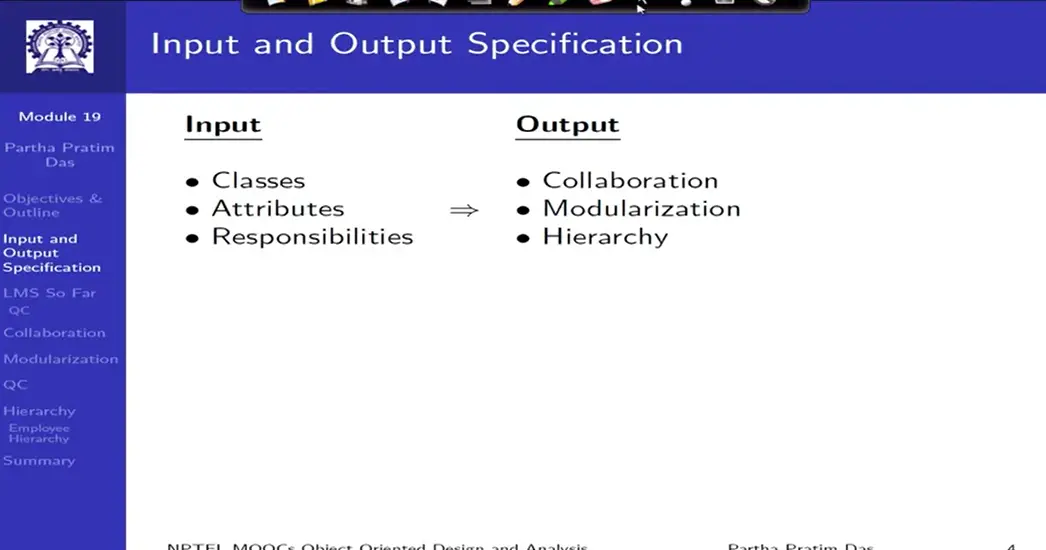 Input and Output Specification
Module 19
Partha Pratim
Das
Objectives &
Outline
Input and
Output
Specification
LMS So Far
QC
Collaboration
Modularization
QC
Hierarchy
Employee
Hierarchy
Summary
Input
• Classes
• Attributes
• Responsibilities
⇒
Output
• Collaboration
• Modularization
• Hierarchy
NPTEL MOOCs Object Oriented Design and Analysis
Partha Pratim Das
4